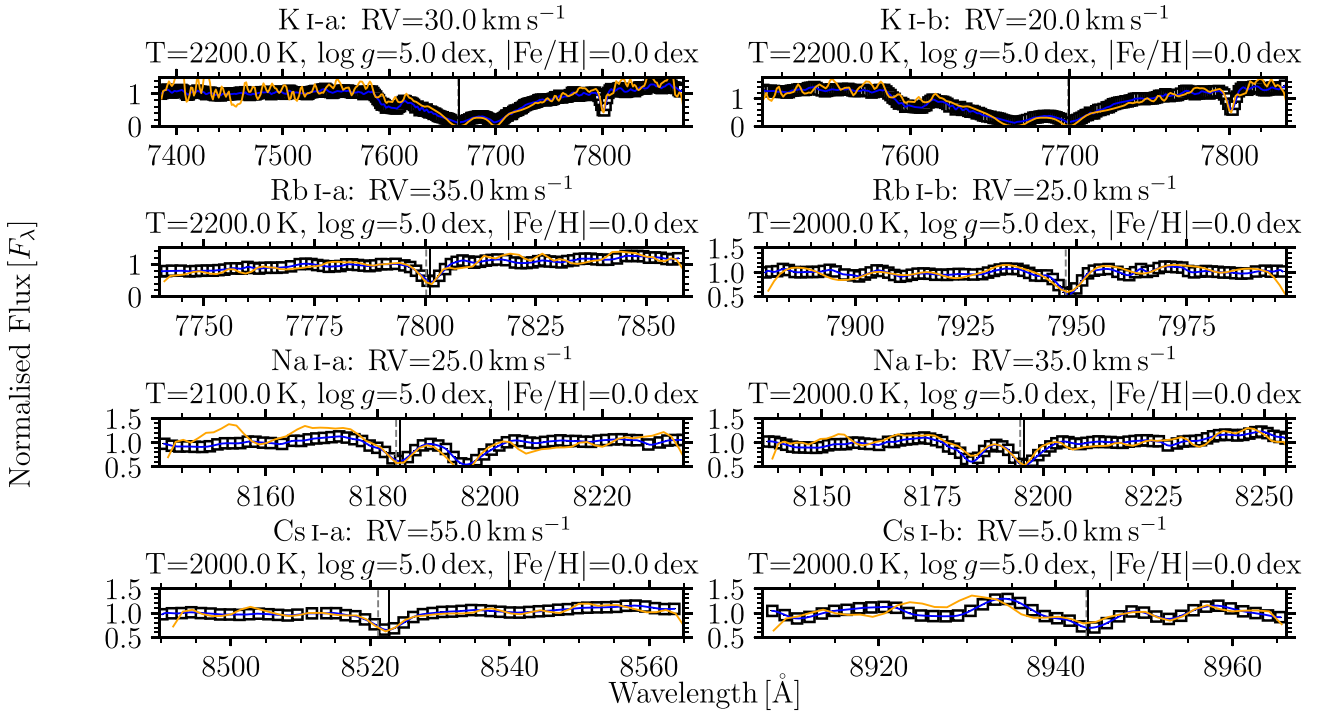 K I-a: RV=30.0 km s⁻¹
T=2200.0 K, log g=5.0 dex, |Fe/H|=0.0 dex
0 1
7400 7500 7600 7700 7800
K I-b: RV=20.0 km s⁻¹
T=2200.0 K, log g=5.0 dex, |Fe/H|=0.0 dex
0 1
7600 7700 7800
Rb I-a: RV=35.0 km s⁻¹
T=2200.0 K, log g=5.0 dex, |Fe/H|=0.0 dex
0 1
7750 7775 7800 7825 7850
Rb I-b: RV=25.0 km s⁻¹
T=2000.0 K, log g=5.0 dex, |Fe/H|=0.0 dex
0.5 1.0 1.5
7900 7925 7950 7975
Na I-a: RV=25.0 km s⁻¹
T=2100.0 K, log g=5.0 dex, |Fe/H|=0.0 dex
0.5 1.0 1.5
8160 8180 8200 8220
Na I-b: RV=35.0 km s⁻¹
T=2000.0 K, log g=5.0 dex, |Fe/H|=0.0 dex
0.5 1.0 1.5
8150 8175 8200 8225 8250
Cs I-a: RV=55.0 km s⁻¹
T=2000.0 K, log g=5.0 dex, |Fe/H|=0.0 dex
0.5 1.0 1.5
8500 8520 8540 8560
Cs I-b: RV=5.0 km s⁻¹
T=2000.0 K, log g=5.0 dex, |Fe/H|=0.0 dex
0.5 1.0 1.5
8920 8940 8960
Normalised Flux [F_λ]
Wavelength [Å]